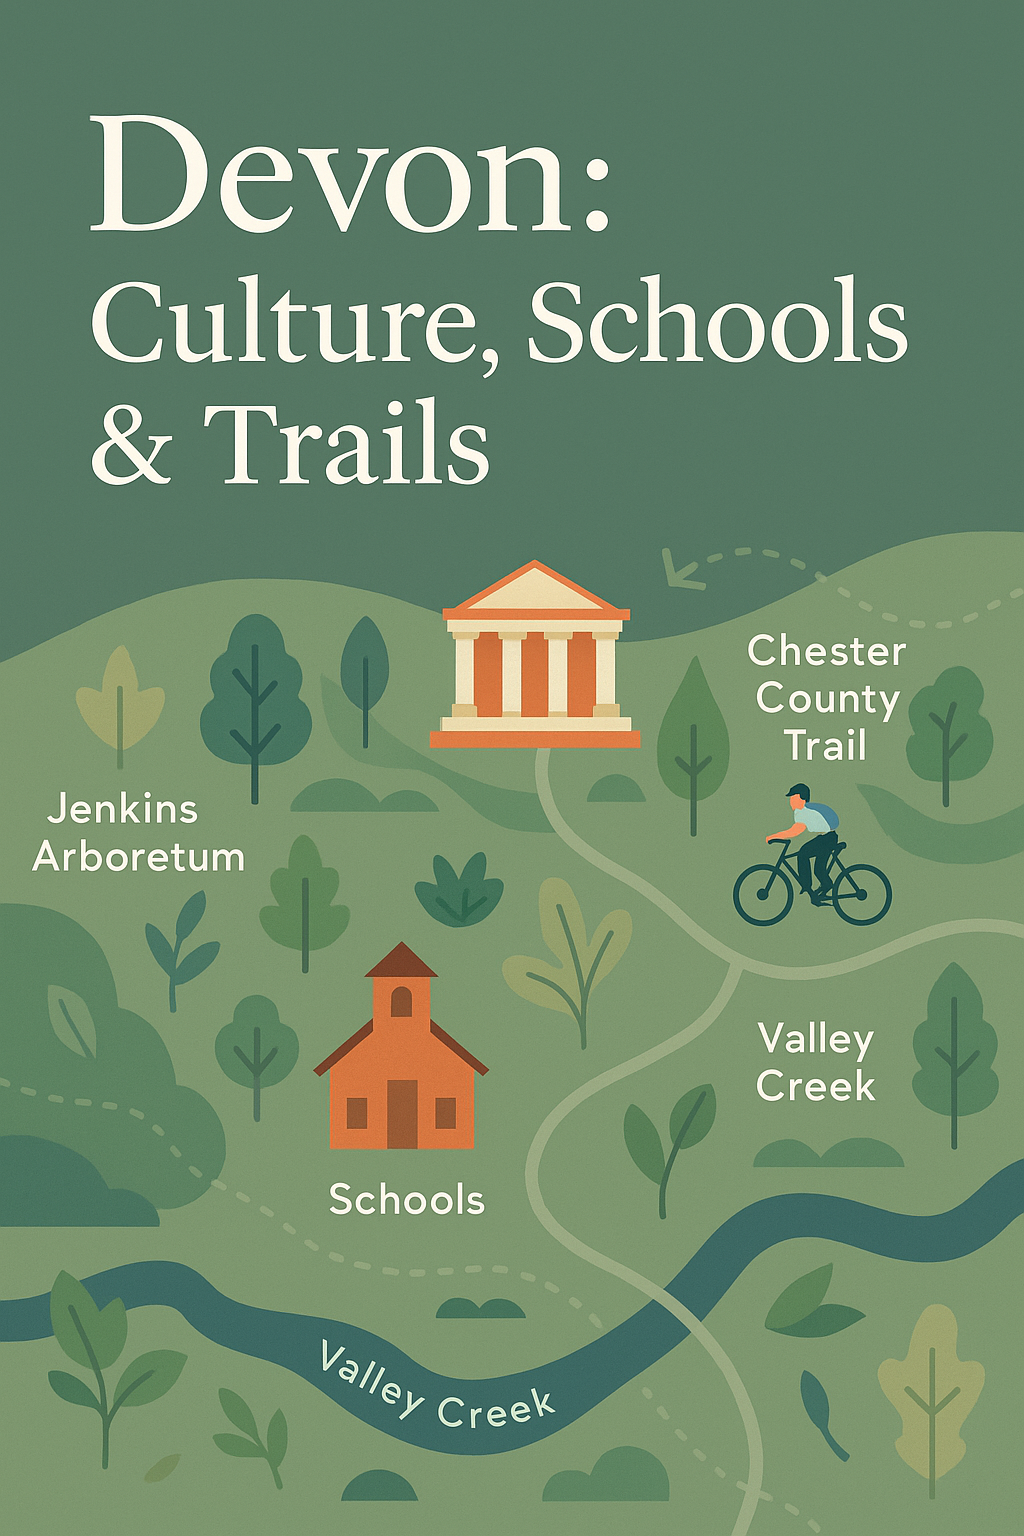 Devon:
Culture, Schools
& Trails
Chester
County
Trail
Jenkins
Arboretum
Valley
Creek
Schools
Valley Creek